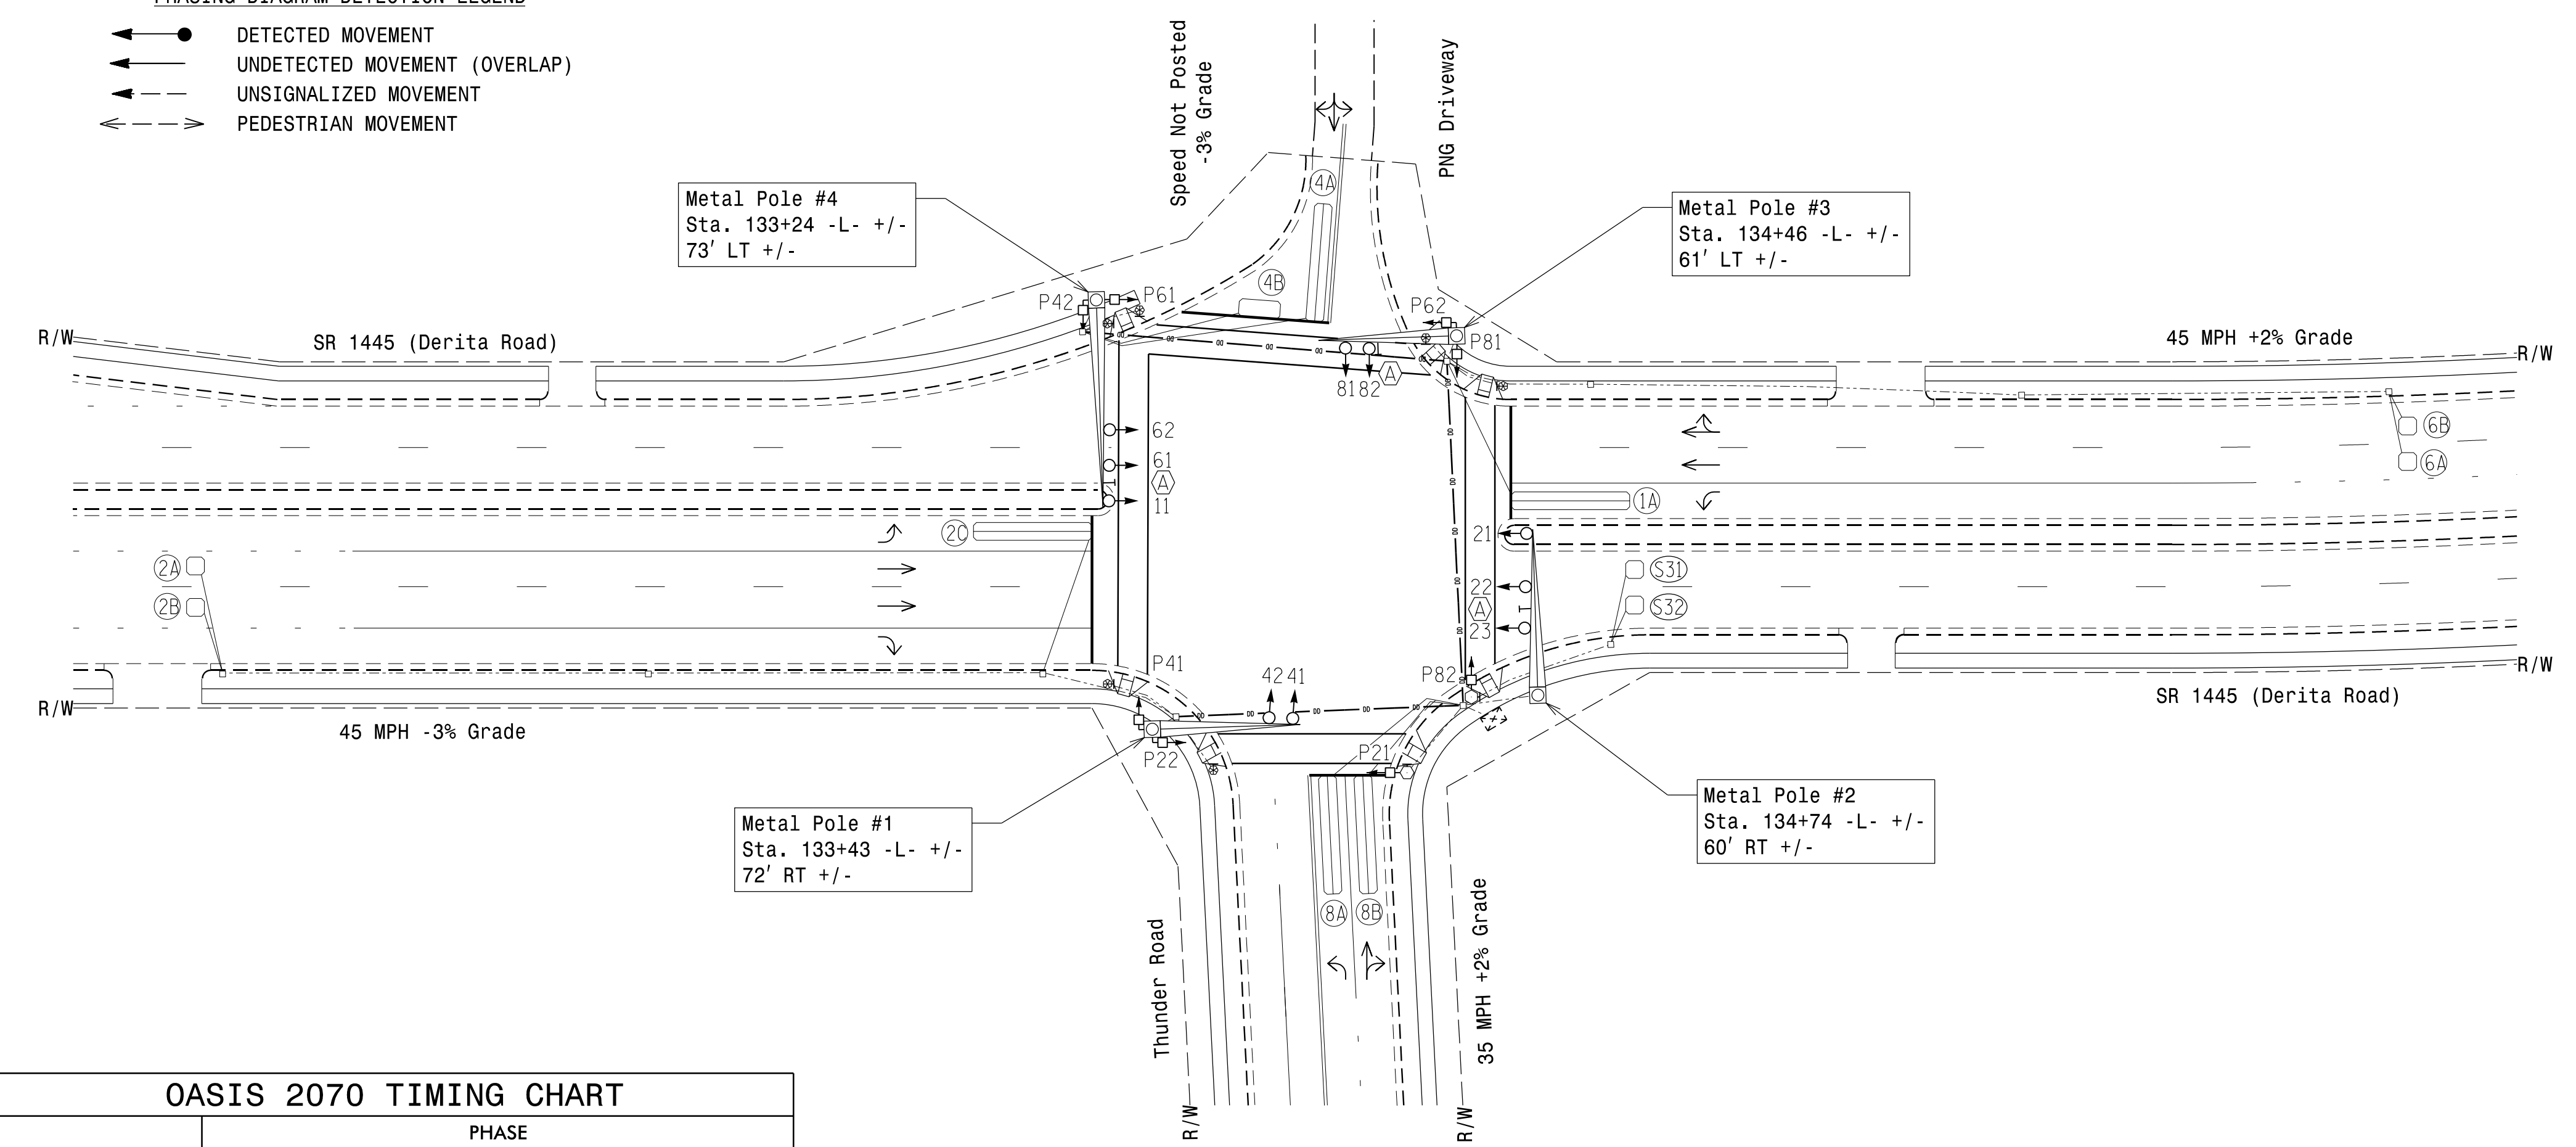 PHASING DIAGRAM DETECTION LEGEND
DETECTED MOVEMENT
UNDETECTED MOVEMENT (OVERLAP)
UNSIGNALIZED MOVEMENT
PEDESTRIAN MOVEMENT
Speed Not Posted
-3% Grade
PNG Driveway
Metal Pole #4
Sta. 133+24 -L- +/-
73' LT +/-
Metal Pole #3
Sta. 134+46 -L- +/-
61' LT +/-
4A
4B
P42
P61
P62
P81
R/W
SR 1445 (Derita Road)
45 MPH +2% Grade
R/W
81 82
A
62
61
A
11
6B
6A
1A
2C
21
2A
2B
22
A
23
S31
S32
P41
42 41
P82
R/W
45 MPH -3% Grade
R/W
SR 1445 (Derita Road)
P22
P21
Metal Pole #1
Sta. 133+43 -L- +/-
72' RT +/-
Metal Pole #2
Sta. 134+74 -L- +/-
60' RT +/-
8A
8B
Thunder Road
35 MPH +2% Grade
R/W
R/W
OASIS 2070 TIMING CHART
PHASE